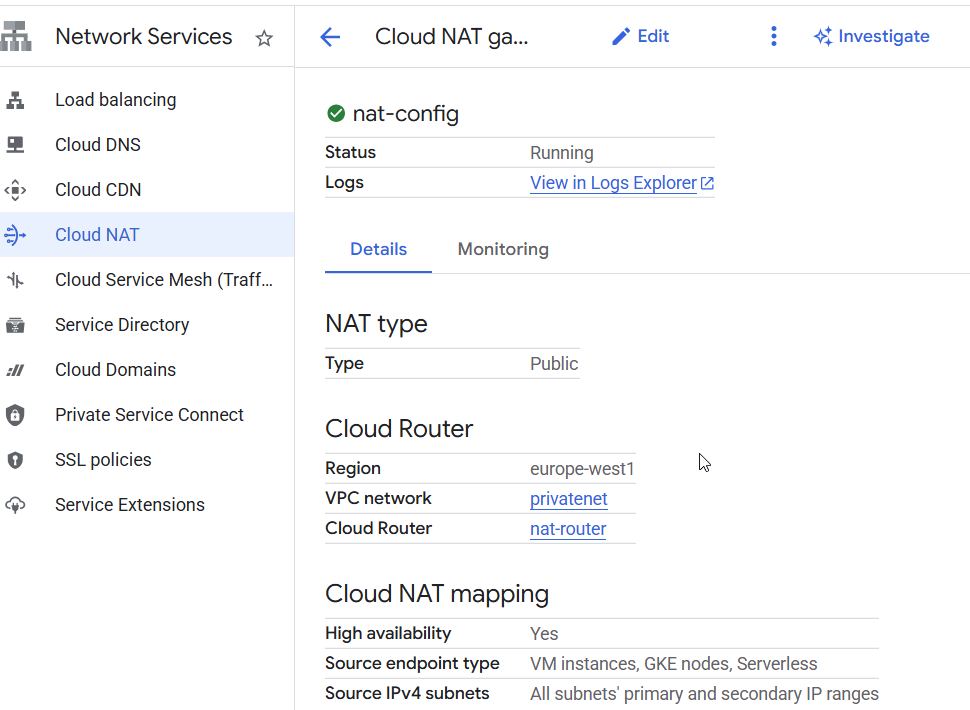 Network Services
Load balancing
Cloud DNS
Cloud CDN
Cloud NAT
Cloud Service Mesh (Traff...
Service Directory
Cloud Domains
Private Service Connect
SSL policies
Service Extensions
Cloud NAT ga... Edit Investigate
nat-config
Status Running
Logs View in Logs Explorer
Details Monitoring
NAT type
Type Public
Cloud Router
Region europe-west1
VPC network privatenet
Cloud Router nat-router
Cloud NAT mapping
High availability Yes
Source endpoint type VM instances, GKE nodes, Serverless
Source IPv4 subnets All subnets' primary and secondary IP ranges